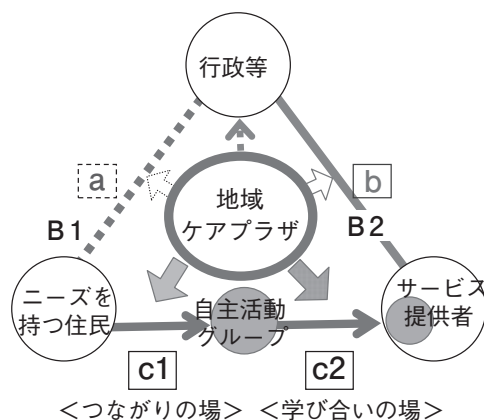 行政等
a
地域
ケアプラザ
b
B1
B2
ニーズを
持つ住民
自主活動
グループ
サービス
提供者
c1
c2
<つながりの場>
<学び合いの場>